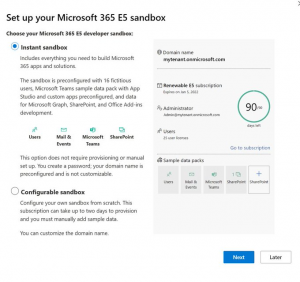 Set up your Microsoft 365 E5 sandbox
Choose your Microsoft 365 E5 developer sandbox:
Instant sandbox
Includes everything you need to build Microsoft
365 apps and solutions.
The sandbox is preconfigured with 16 fictitious
users, Microsoft Teams sample data pack with App
Studio and custom apps preconfigured, and data
for Microsoft Graph, SharePoint, and Office Add-ins
development.
Users
Mail &
Events
Microsoft
Teams
SharePoint
This option does not require provisioning or manual
set up. You create a password; your domain name is
preconfigured and is not customizable.
Configurable sandbox
Configure your own sandbox from scratch. This
subscription can take up to two days to provision
and you must manually add sample data.
You can customize the domain name.
Domain name
mytenant.onmicrosoft.com
Renewable E5 subscription
Administrator
Admin@mytenant.onmicrosoft.com
Users
25 user licenses
90
days left
Go to subscription
Sample data packs
Users
Mail &
Events
Microsoft
Teams
SharePoint
SharePoint
Next
Later